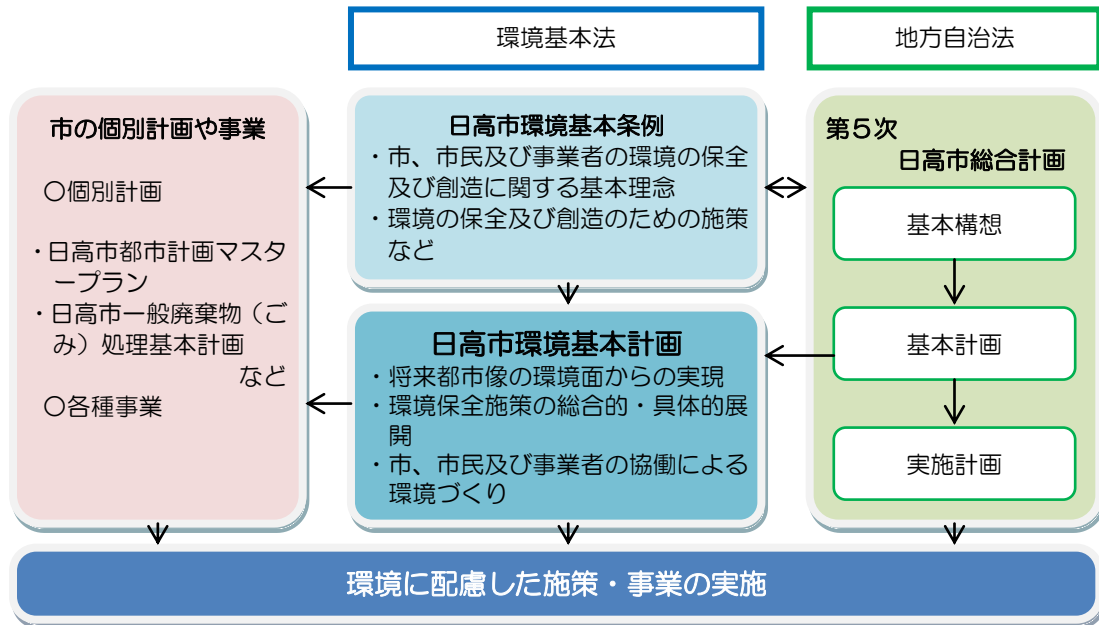 環境基本法
地方自治法
市の個別計画や事業
〇個別計画
・日高市都市計画マスタ
ープラン
・日高市一般廃棄物（ご
み）処理基本計画
など
〇各種事業
日高市環境基本条例
・市、市民及び事業者の環境の保全
及び創造に関する基本理念
・環境の保全及び創造のための施策
など
日高市環境基本計画
・将来都市像の環境面からの実現
・環境保全施策の総合的・具体的展
開
・市、市民及び事業者の協働による
環境づくり
第５次
日高市総合計画
基本構想
基本計画
実施計画
環境に配慮した施策・事業の実施